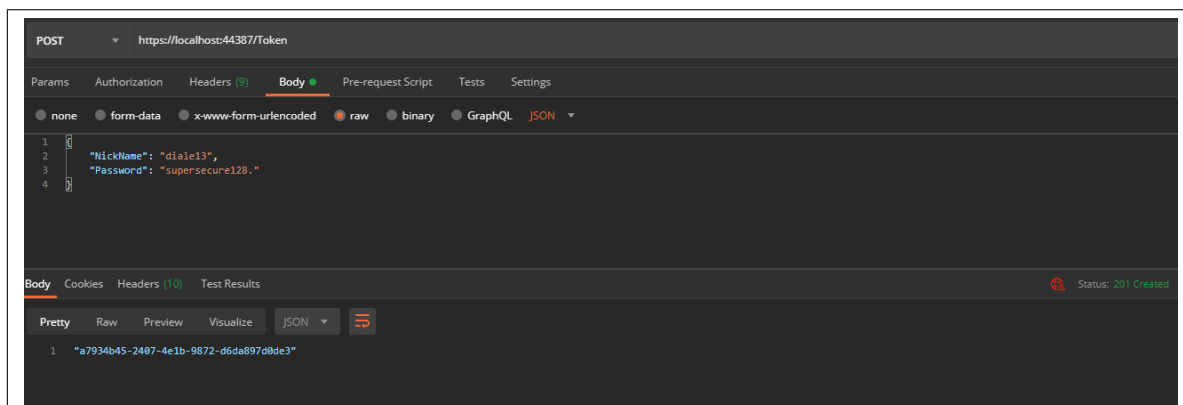 POST https://localhost:44387/Token
Params Authorization Headers (9) Body Pre-request Script Tests Settings
none form-data x-www-form-urlencoded raw binary GraphQL JSON
1 {
2 "NickName": "diale13",
3 "Password": "supersecure128."
4 }
Body Cookies Headers (10) Test Results Status: 201 Created
Pretty Raw Preview Visualize JSON
1 "a7934b45-2407-4e1b-9872-d6da897d0de3"